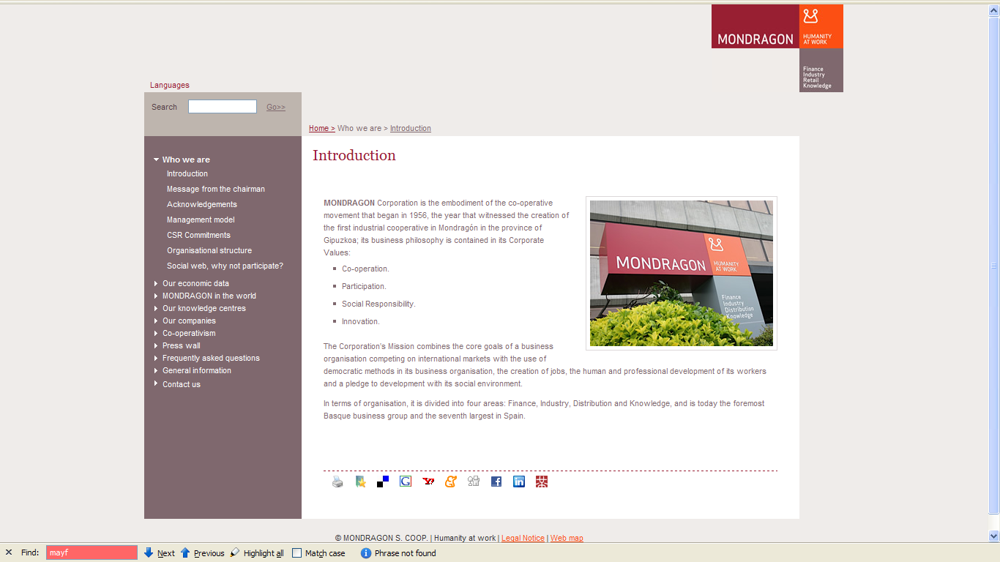 MONDRAGON
HUMANITY
AT WORK
Finance
Industry
Retail
Knowledge
Languages
Search Go>>
Home > Who we are > Introduction
Who we are
Introduction
Message from the chairman
Acknowledgements
Management model
CSR Commitments
Organisational structure
Social web, why not participate?
Our economic data
MONDRAGON in the world
Our knowledge centres
Our companies
Co-operativism
Press wall
Frequently asked questions
General information
Contact us
Introduction
MONDRAGON Corporation is the embodiment of the co-operative
movement that began in 1956, the year that witnessed the creation of
the first industrial cooperative in Mondragón in the province of
Gipuzkoa; its business philosophy is contained in its Corporate
Values:
Co-operation.
Participation.
Social Responsibility.
Innovation.
MONDRAGON
HUMANITY
AT WORK
Finance
Industry
Distribution
Knowledge
The Corporation's Mission combines the core goals of a business
organisation competing on international markets with the use of
democratic methods in its business organisation, the creation of jobs, the human and professional development of its workers
and a pledge to development with its social environment.
In terms of organisation, it is divided into four areas: Finance, Industry, Distribution and Knowledge, and is today the foremost
Basque business group and the seventh largest in Spain.
© MONDRAGON S. COOP. | Humanity at work | Legal Notice | Web map
Find: mayf Next Previous Highlight all Match case Phrase not found